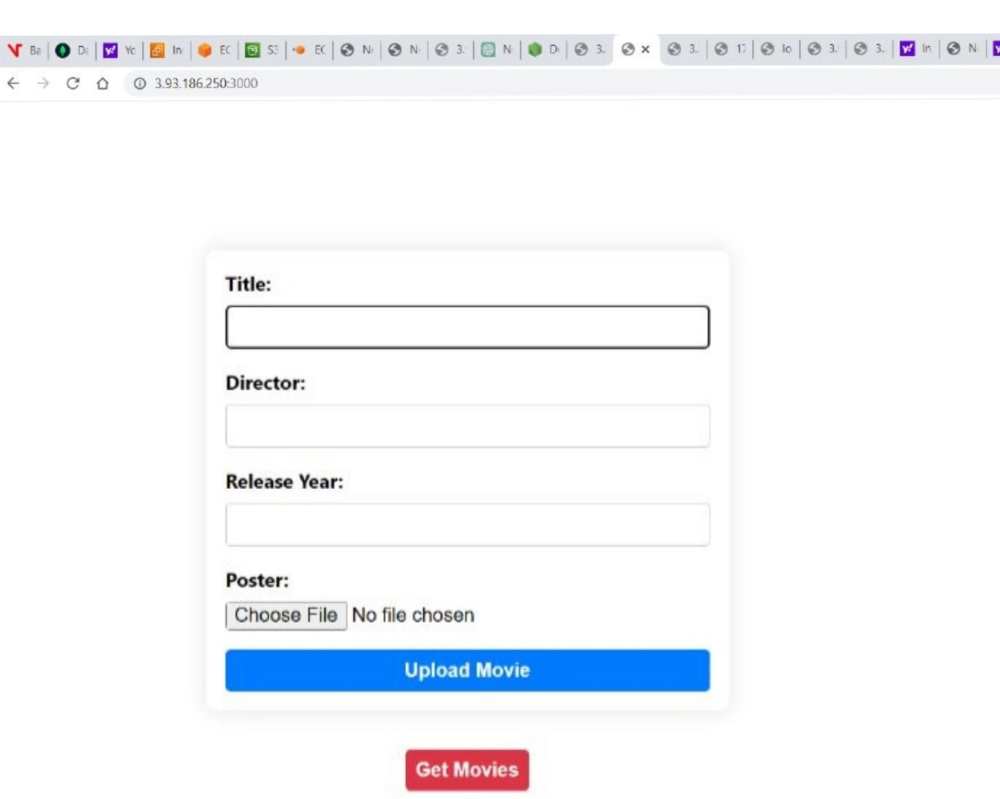 Ba Yo In EC S3 EC N N 3. N 3. 3. 17 lo 3. 3. In N
3.93.186.250:3000
Title:
Director:
Release Year:
Poster:
Choose File No file chosen
Upload Movie
Get Movies